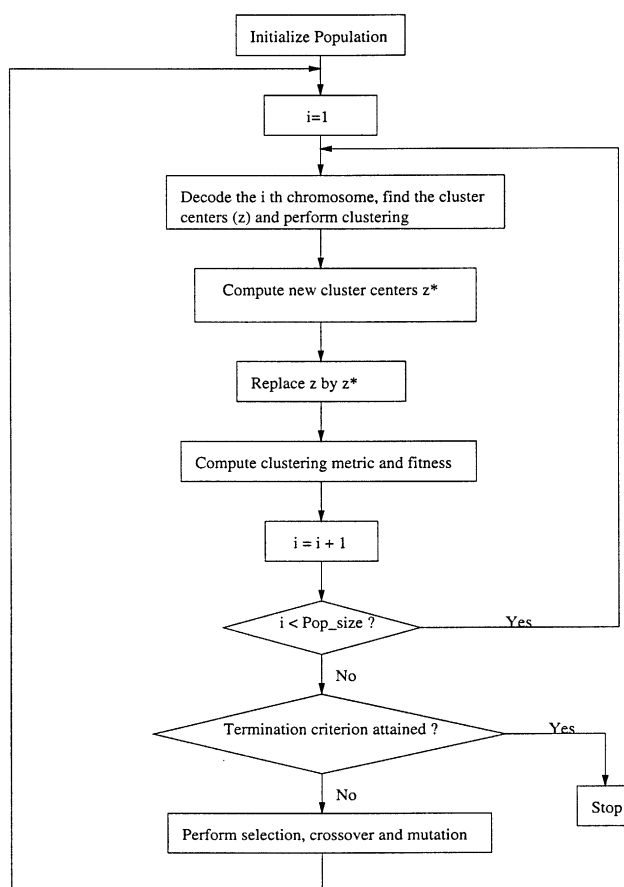 Initialize Population
i=1
Decode the i th chromosome, find the cluster
centers (z) and perform clustering
Compute new cluster centers z*
Replace z by z*
Compute clustering metric and fitness
i = i + 1
i < Pop_size ?
Yes
No
Termination criterion attained ?
Yes
No
Stop
Perform selection, crossover and mutation